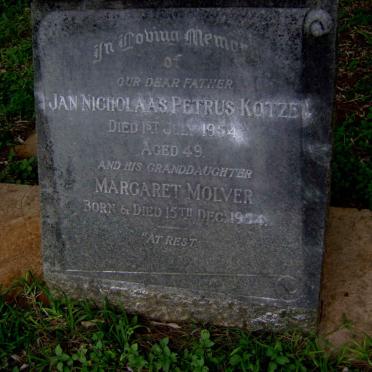 In Loving Memory
of
OUR DEAR FATHER
JAN NICHOLAAS PETRUS KOTZE
DIED 1ST JULY 1954
AGED 49.
AND HIS GRANDDAUGHTER
MARGARET MOLVER
BORN & DIED 15TH DEC. 1954.
"AT REST.